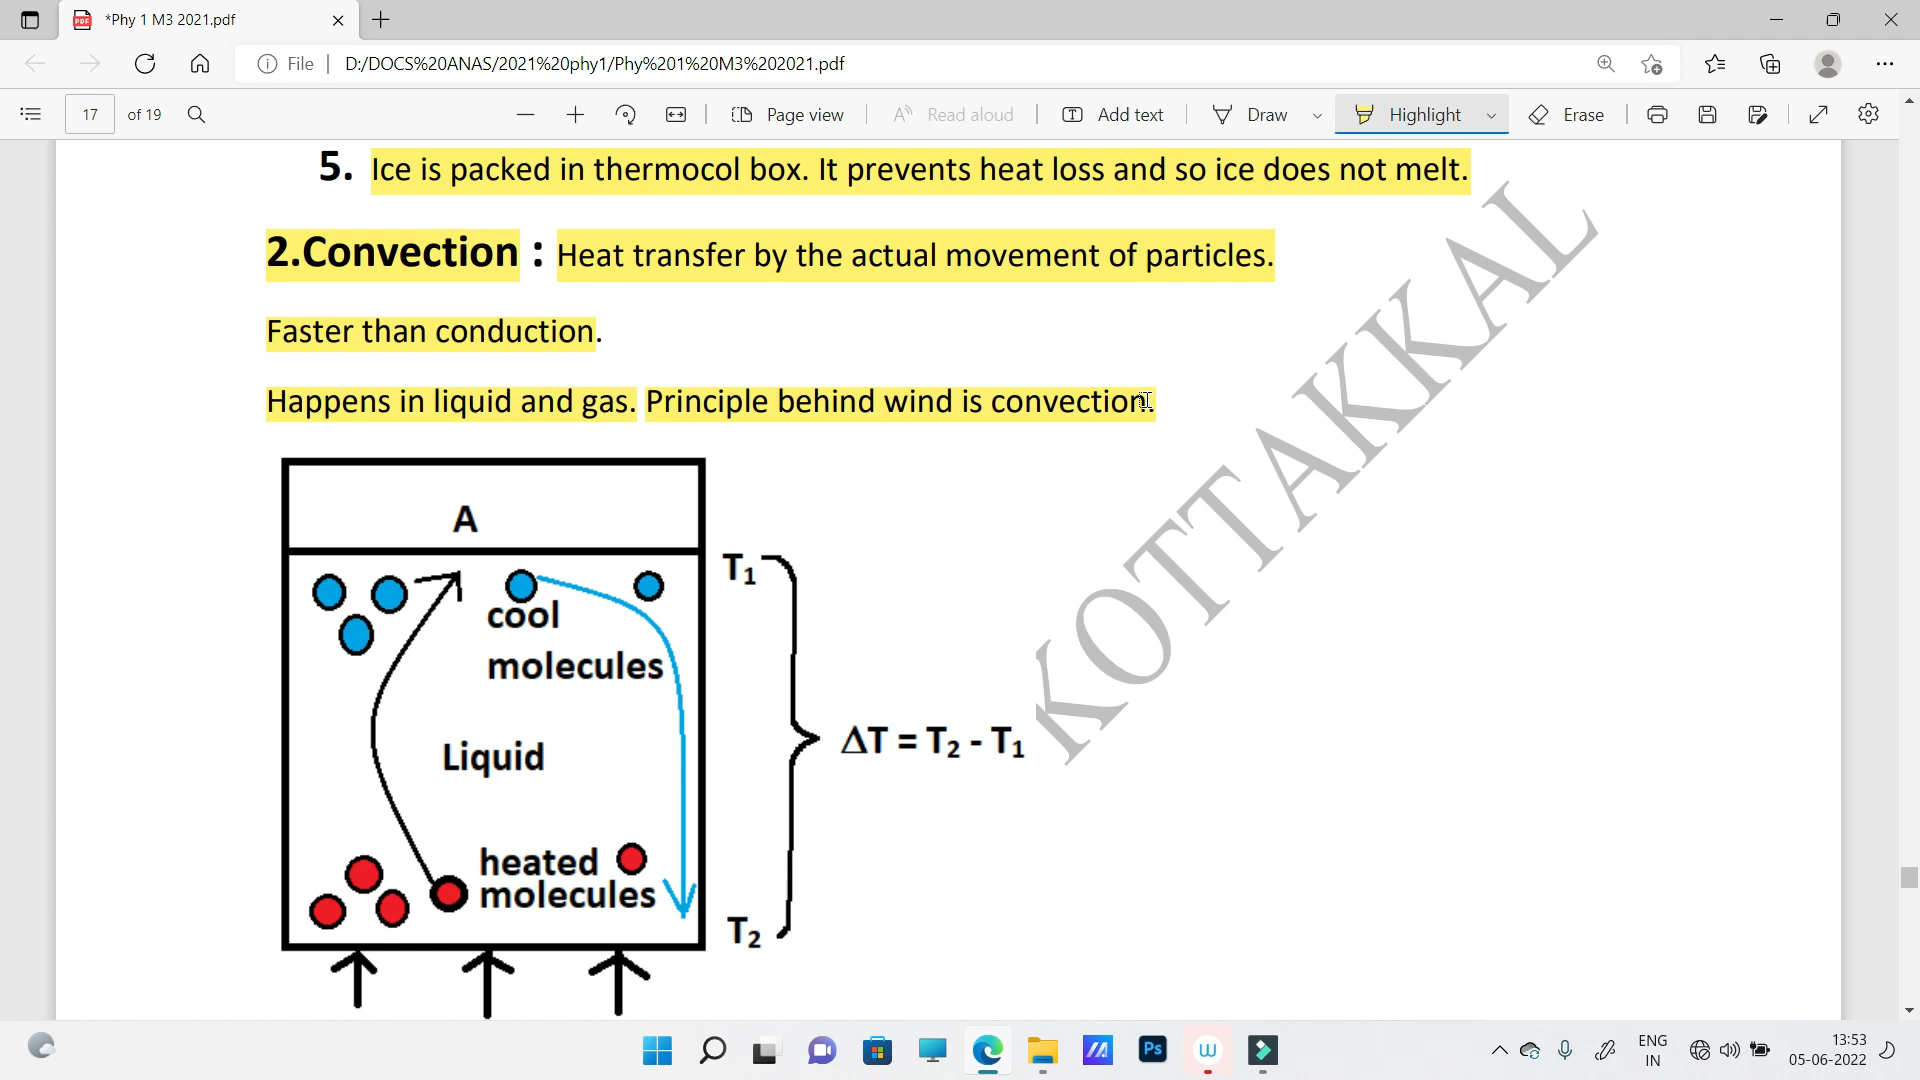 *Phy 1 M3 2021.pdf
File
D:/DOCS%20ANAS/2021%20phy1/Phy%201%20M3%202021.pdf
17 of 19
Page view
Read aloud
Add text
Draw
Highlight
Erase
5. Ice is packed in thermocol box. It prevents heat loss and so ice does not melt.
2.Convection : Heat transfer by the actual movement of particles.
Faster than conduction.
Happens in liquid and gas. Principle behind wind is convection.
KOTTAKKAL
A
T₁
cool
molecules
Liquid
ΔT = T₂ - T₁
heated
molecules
T₂
Ps
ENG
IN
13:53
05-06-2022